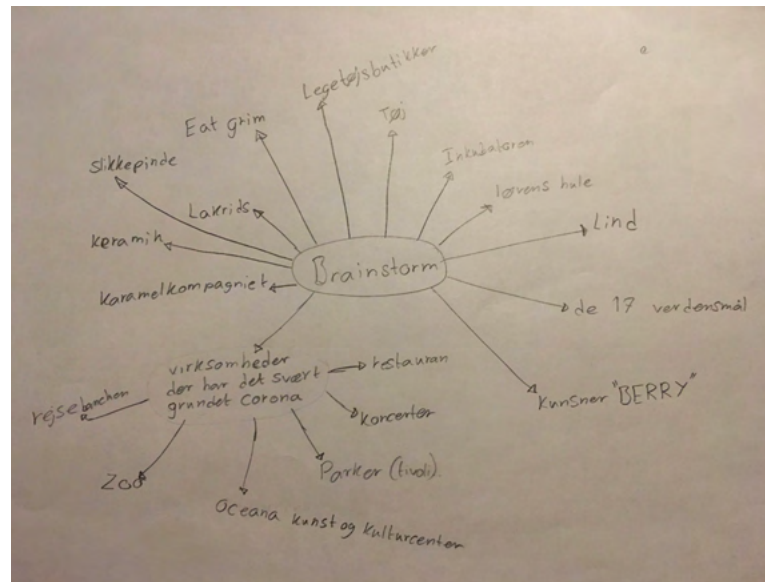 Legetøjsbutikker
Tøj
Eat grim
Inkubatoren
Slikkepinde
løvens hule
Lakrids
Lind
keramik
Brainstorm
karamelkompagniet
de 17 verdensmål
virksomheder
der har det svært
grundet Corona
restauran
rejsebranchen
kunsner "BERRY"
koncerter
Parker (tivoli).
Zoo
Oceana kunst og kulturcenter